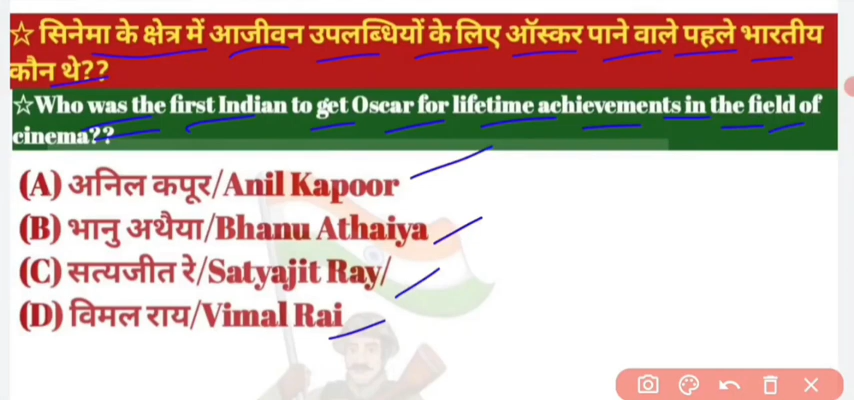 ☆ सिनेमा के क्षेत्र में आजीवन उपलब्धियों के लिए ऑस्कर पाने वाले पहले भारतीय
कौन थे??
☆Who was the first Indian to get Oscar for lifetime achievements in the field of
cinema??
(A) अनिल कपूर/Anil Kapoor
(B) भानु अथैया/Bhanu Athaiya
(C) सत्यजीत रे/Satyajit Ray/
(D) विमल राय/Vimal Rai